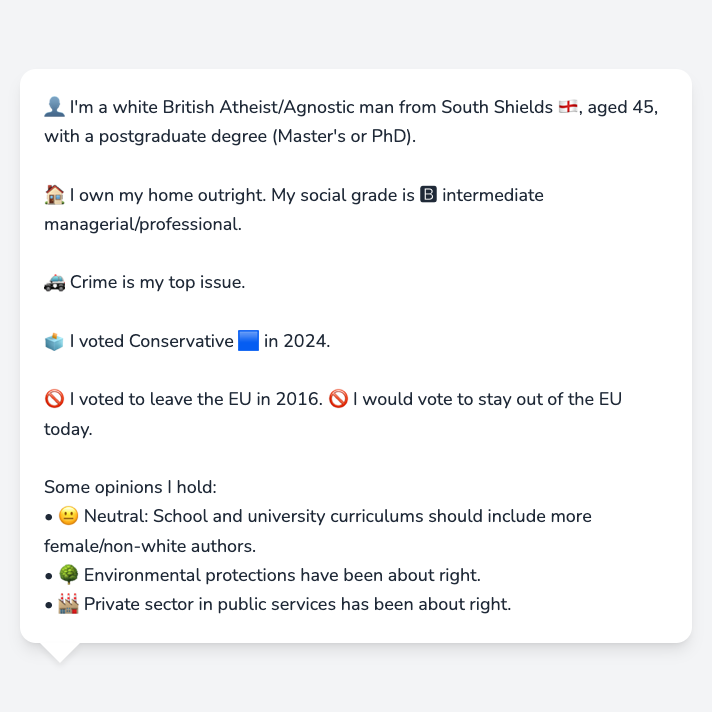 👤 I'm a white British Atheist/Agnostic man from South Shields 🏴󠁧󠁢󠁥󠁮󠁧󠁿, aged 45,
with a postgraduate degree (Master's or PhD).
🏠 I own my home outright. My social grade is 🅱 intermediate
managerial/professional.
🚓 Crime is my top issue.
🗳️ I voted Conservative 🟦 in 2024.
🚫 I voted to leave the EU in 2016. 🚫 I would vote to stay out of the EU
today.
Some opinions I hold:
• 😐 Neutral: School and university curriculums should include more
female/non-white authors.
• 🌳 Environmental protections have been about right.
• 🏭 Private sector in public services has been about right.